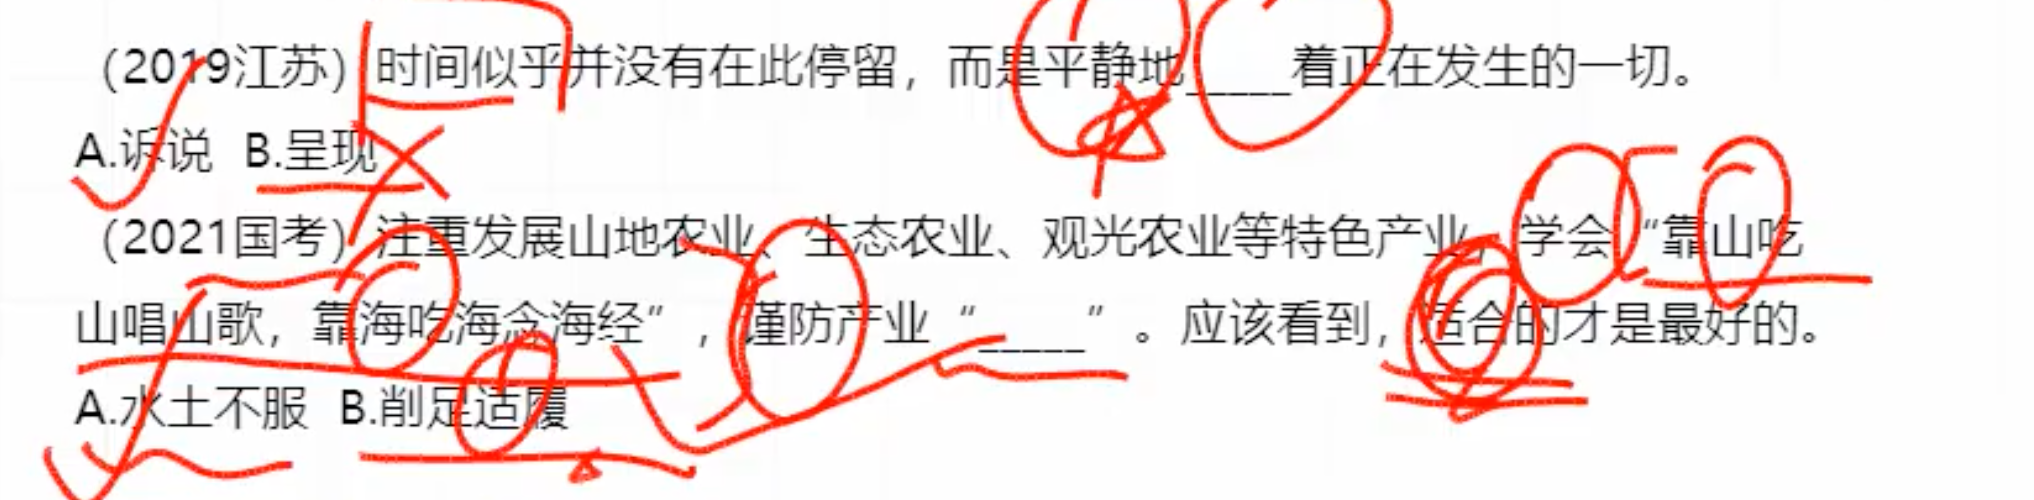 （2019江苏）时间似乎并没有在此停留，而是平静地_____着正在发生的一切。
A.诉说 B.呈现
（2021国考）注重发展山地农业、生态农业、观光农业等特色产业，学会“靠山吃
山唱山歌，靠海吃海念海经”，谨防产业“_____”。应该看到，适合的才是最好的。
A.水土不服 B.削足适履